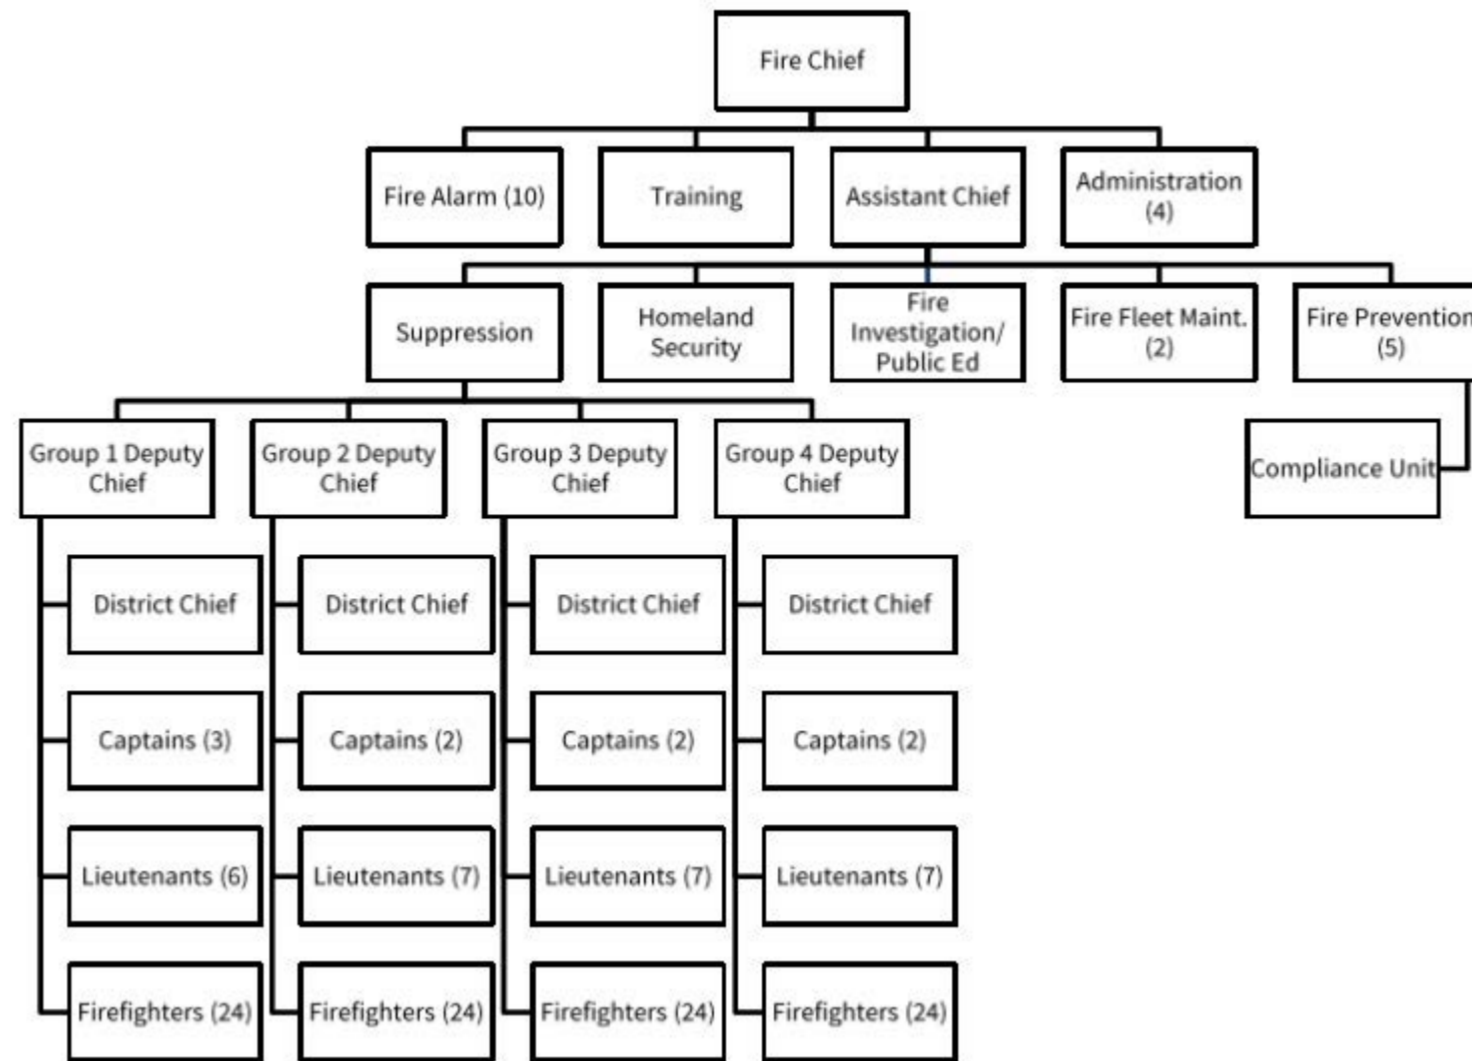 Fire Chief
Fire Alarm (10)
Training
Assistant Chief
Administration
(4)
Suppression
Homeland
Security
Fire
Investigation/
Public Ed
Fire Fleet Maint.
(2)
Fire Prevention
(5)
Group 1 Deputy
Chief
Group 2 Deputy
Chief
Group 3 Deputy
Chief
Group 4 Deputy
Chief
Compliance Unit
District Chief
District Chief
District Chief
District Chief
Captains (3)
Captains (2)
Captains (2)
Captains (2)
Lieutenants (6)
Lieutenants (7)
Lieutenants (7)
Lieutenants (7)
Firefighters (24)
Firefighters (24)
Firefighters (24)
Firefighters (24)